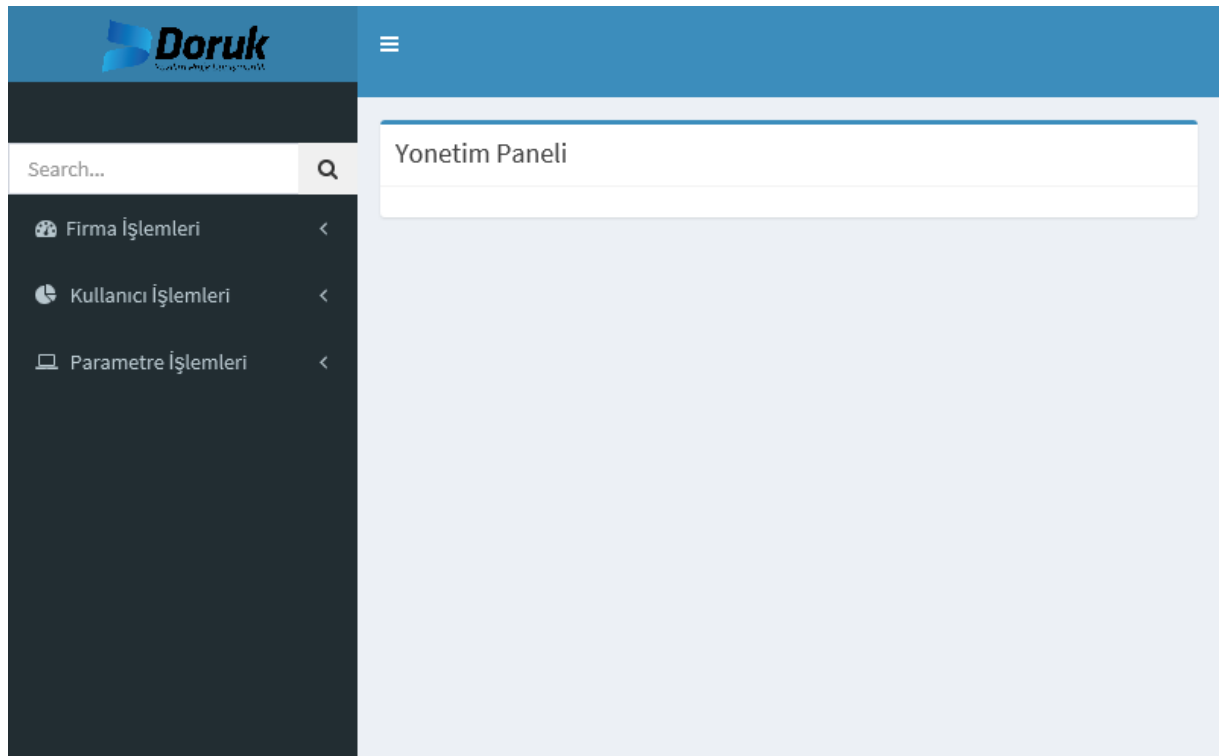 Doruk
Yonetim Paneli
Search...
Firma İşlemleri
Kullanıcı İşlemleri
Parametre İşlemleri